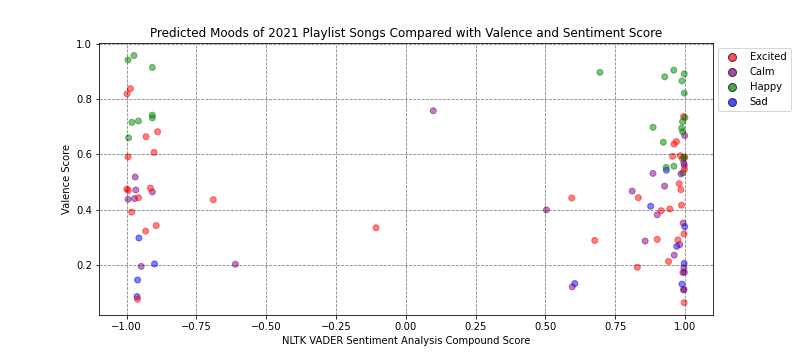 Predicted Moods of 2021 Playlist Songs Compared with Valence and Sentiment Score
1.0
0.8
0.6
0.4
0.2
Valence Score
−1.00 −0.75 −0.50 −0.25 0.00 0.25 0.50 0.75 1.00
NLTK VADER Sentiment Analysis Compound Score
Excited
Calm
Happy
Sad